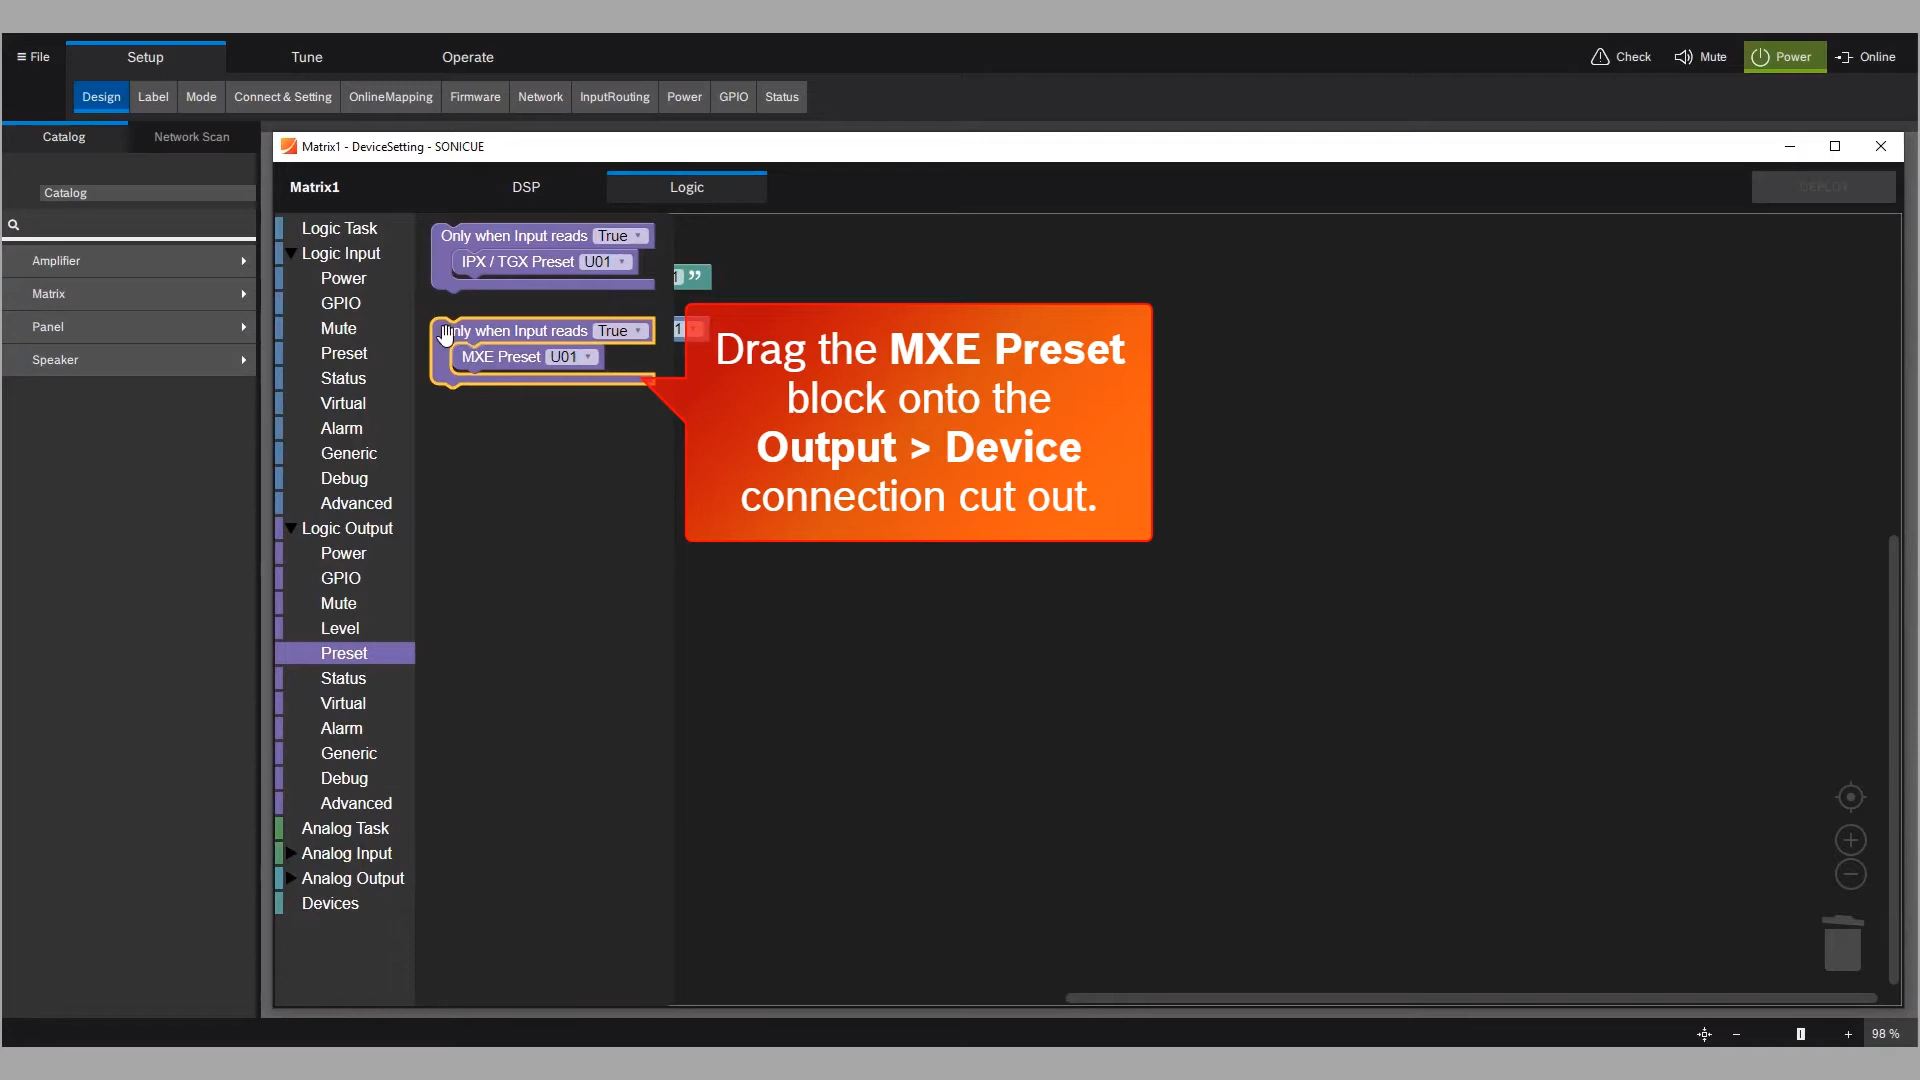 ≡ File
Setup
Tune
Operate
Check
Mute
Power
Online
Design
Label
Mode
Connect & Setting
OnlineMapping
Firmware
Network
InputRouting
Power
GPIO
Status
Catalog
Network Scan
Matrix1 - DeviceSetting - SONICUE
Matrix1
DSP
Logic
DEPLOY
Catalog
Amplifier
Matrix
Panel
Speaker
Logic Task
Logic Input
Power
GPIO
Mute
Preset
Status
Virtual
Alarm
Generic
Debug
Advanced
Logic Output
Power
GPIO
Mute
Level
Preset
Status
Virtual
Alarm
Generic
Debug
Advanced
Analog Task
Analog Input
Analog Output
Devices
Only when Input reads True
IPX / TGX Preset U01
1 ”
Only when Input reads True
MXE Preset U01
1
Drag the MXE Preset
block onto the
Output > Device
connection cut out.
98 %